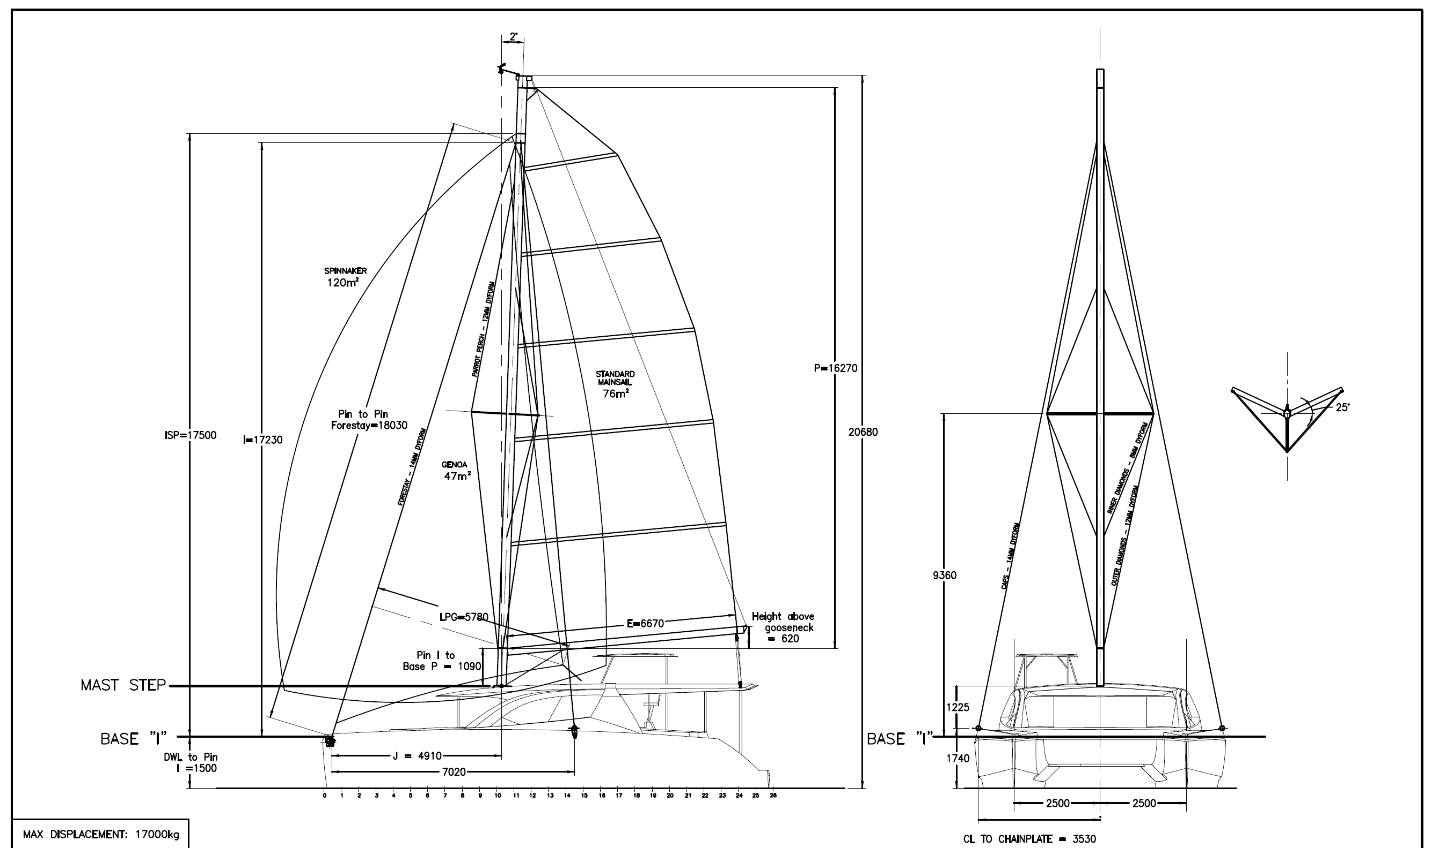 2°
SPINNAKER
120m²
PARROT PERCH - 12MM DYFORM
STANDARD
MAINSAIL
76m²
P=16270
20680
Pin to Pin
Forestay=18030
ISP=17500
I=17230
FORESTAY - 14MM DYFORM
GENOA
47m²
LPG=5780
E=6670
Height above
gooseneck
= 620
Pin I to
Base P = 1090
MAST STEP
BASE "I"
DWL to Pin
I =1500
J = 4910
7020
0 1 2 3 4 5 6 7 8 9 10 11 12 13 14 15 16 17 18 19 20 21 22 23 24 25 26
MAX DISPLACEMENT: 17000kg
25°
INNER DIAMONDS - 8MM DYFORM
OUTER DIAMONDS - 12MM DYFORM
CAPS - 14MM DYFORM
9360
1225
BASE "I"
1740
2500
2500
CL TO CHAINPLATE = 3530